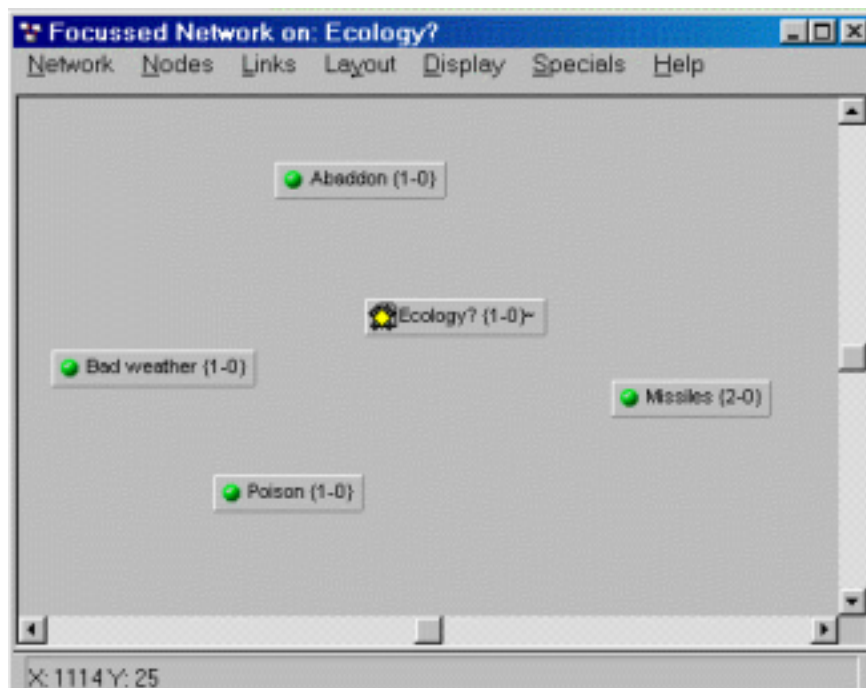 Focussed Network on: Ecology?
Network Nodes Links Layout Display Specials Help
Abaddon {1-0}
Ecology? {1-0}~
Bad weather {1-0}
Missiles {2-0}
Poison {1-0}
X: 1114 Y: 25